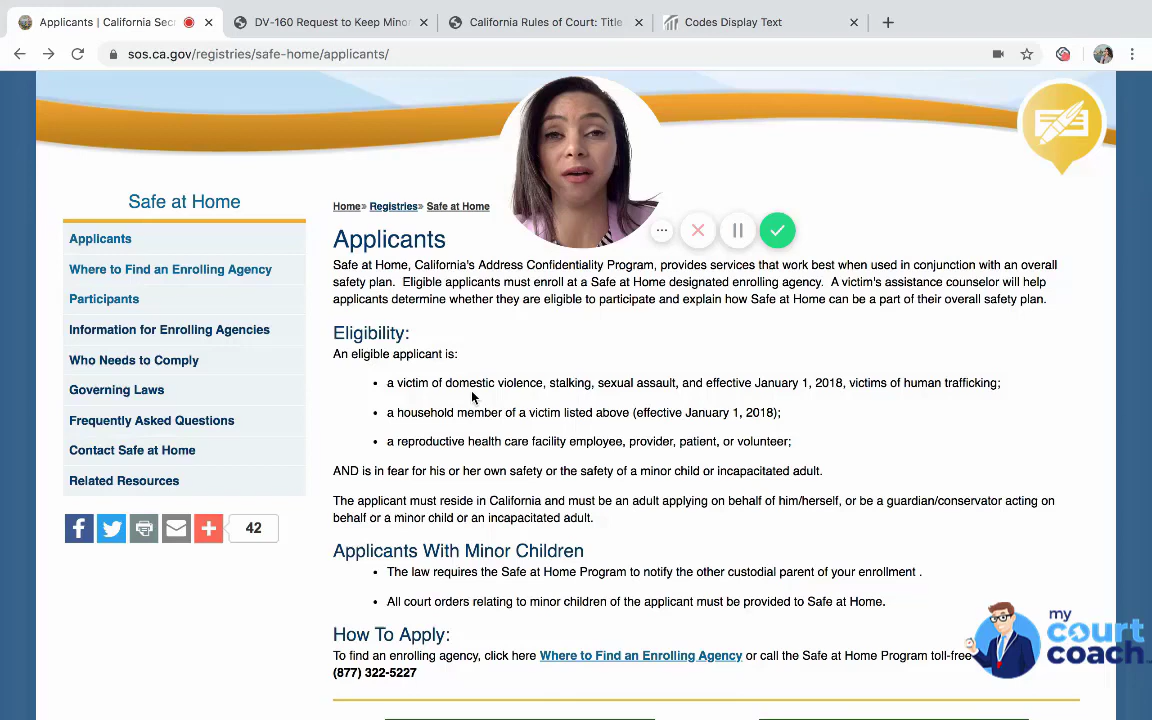 Applicants | California Sec
DV-160 Request to Keep Minor
California Rules of Court: Title
Codes Display Text
sos.ca.gov/registries/safe-home/applicants/
Safe at Home
Applicants
Where to Find an Enrolling Agency
Participants
Information for Enrolling Agencies
Who Needs to Comply
Governing Laws
Frequently Asked Questions
Contact Safe at Home
Related Resources
42
Home» Registries» Safe at Home
Applicants
Safe at Home, California's Address Confidentiality Program, provides services that work best when used in conjunction with an overall
safety plan. Eligible applicants must enroll at a Safe at Home designated enrolling agency. A victim's assistance counselor will help
applicants determine whether they are eligible to participate and explain how Safe at Home can be a part of their overall safety plan.
Eligibility:
An eligible applicant is:
• a victim of domestic violence, stalking, sexual assault, and effective January 1, 2018, victims of human trafficking;
• a household member of a victim listed above (effective January 1, 2018);
• a reproductive health care facility employee, provider, patient, or volunteer;
AND is in fear for his or her own safety or the safety of a minor child or incapacitated adult.
The applicant must reside in California and must be an adult applying on behalf of him/herself, or be a guardian/conservator acting on
behalf or a minor child or an incapacitated adult.
Applicants With Minor Children
• The law requires the Safe at Home Program to notify the other custodial parent of your enrollment .
• All court orders relating to minor children of the applicant must be provided to Safe at Home.
How To Apply:
To find an enrolling agency, click here Where to Find an Enrolling Agency or call the Safe at Home Program toll-free
(877) 322-5227
my
court
coach